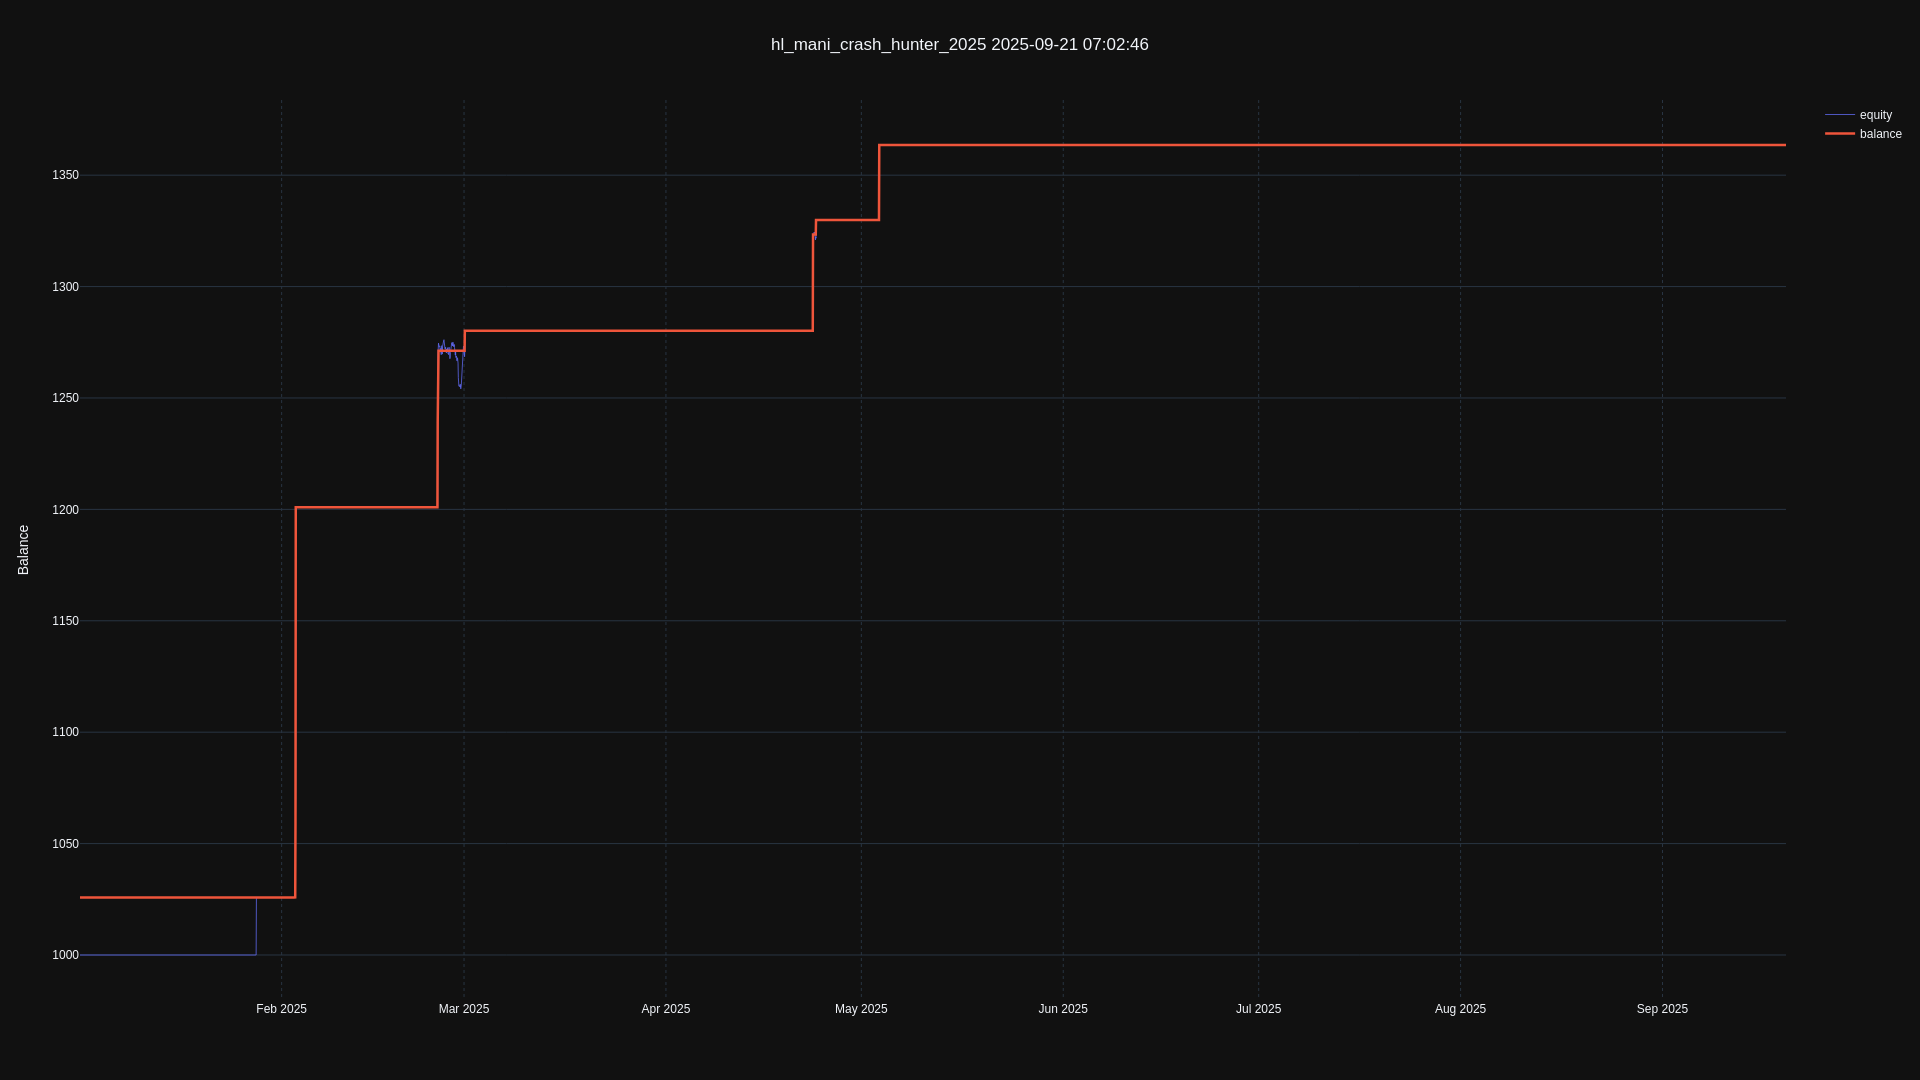 hl_mani_crash_hunter_2025 2025-09-21 07:02:46
equity
balance
Balance
1350
1300
1250
1200
1150
1100
1050
1000
Feb 2025
Mar 2025
Apr 2025
May 2025
Jun 2025
Jul 2025
Aug 2025
Sep 2025